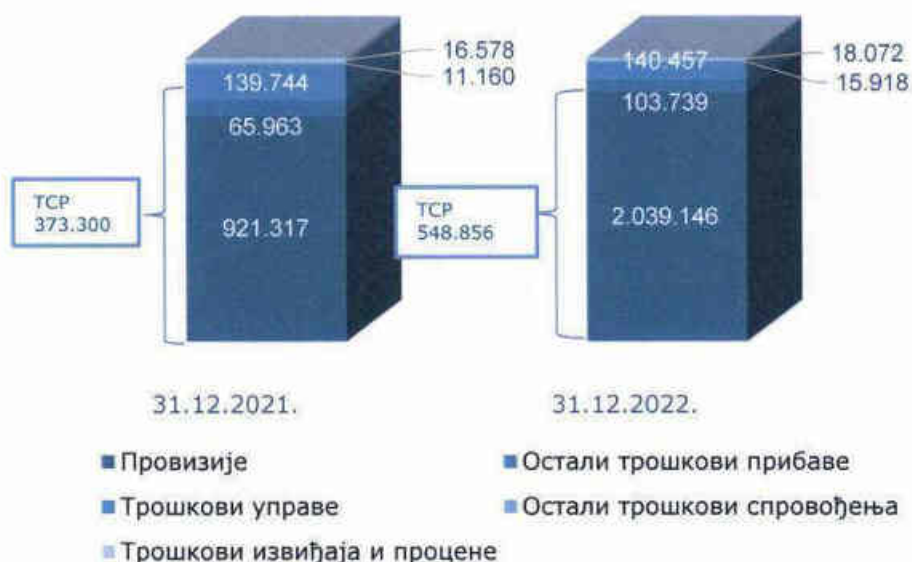 16.578
11.160
139.744
65.963
TCP
373.300
921.317
18.072
15.918
140.457
103.739
TCP
548.856
2.039.146
31.12.2021.
31.12.2022.
Провизије
Остали трошкови прибаве
Трошкови управе
Остали трошкови спровођења
Трошкови извиђаја и процене